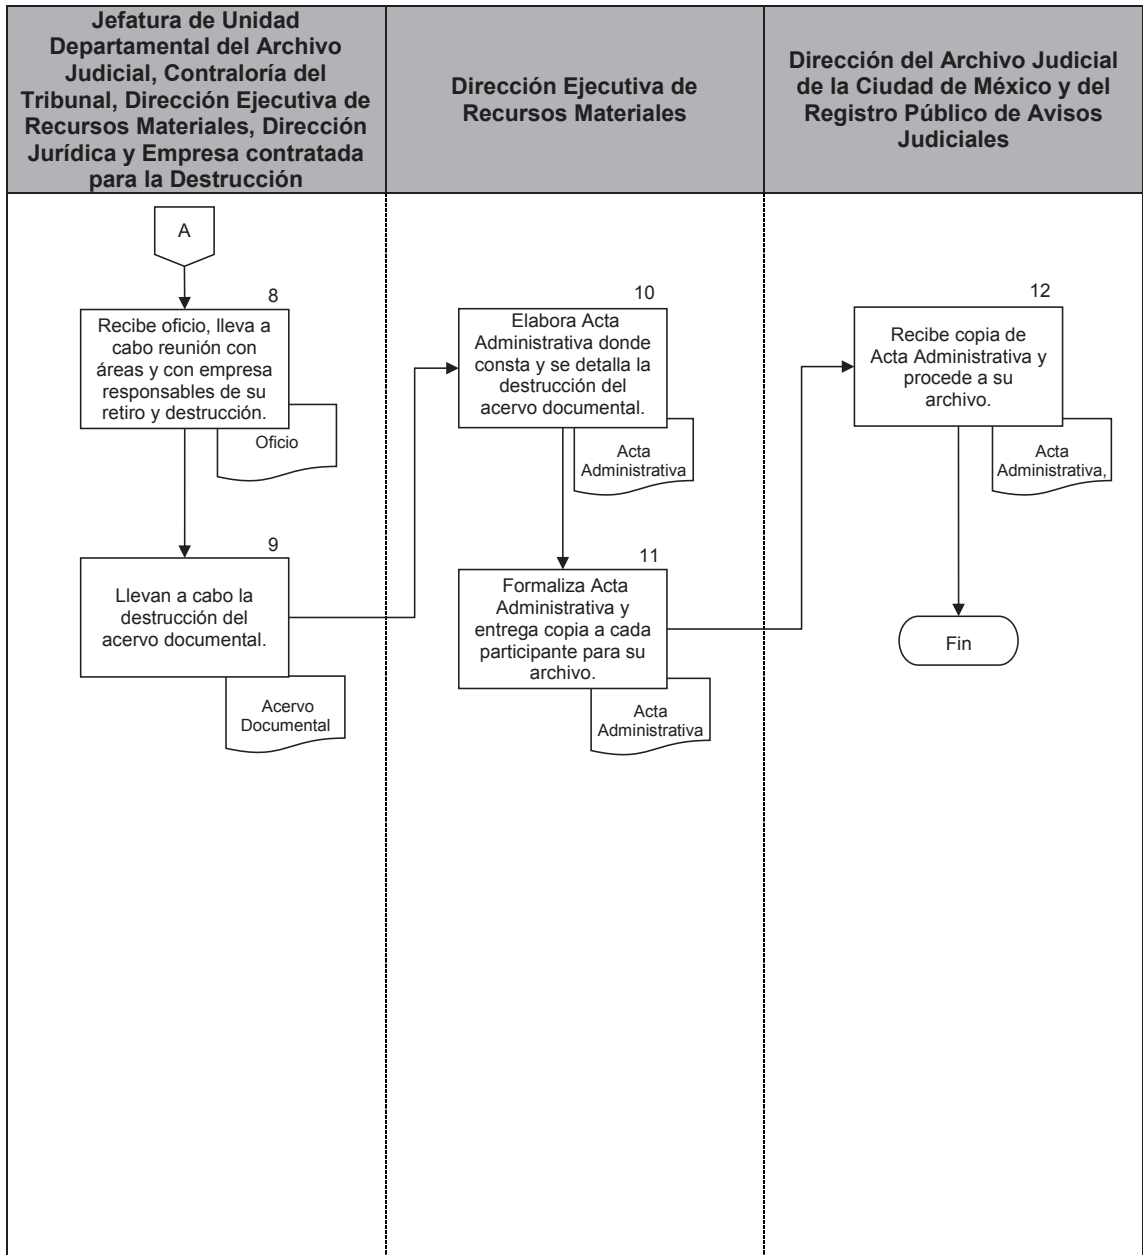 Jefatura de Unidad
Departamental del Archivo
Judicial, Contraloría del
Tribunal, Dirección Ejecutiva de
Recursos Materiales, Dirección
Jurídica y Empresa contratada
para la Destrucción
Dirección Ejecutiva de
Recursos Materiales
Dirección del Archivo Judicial
de la Ciudad de México y del
Registro Público de Avisos
Judiciales
A
8
Recibe oficio, lleva a
cabo reunión con
áreas y con empresa
responsables de su
retiro y destrucción.
Oficio
9
Llevan a cabo la
destrucción del
acervo documental.
Acervo
Documental
10
Elabora Acta
Administrativa donde
consta y se detalla la
destrucción del
acervo documental.
Acta
Administrativa
11
Formaliza Acta
Administrativa y
entrega copia a cada
participante para su
archivo.
Acta
Administrativa
12
Recibe copia de
Acta Administrativa y
procede a su
archivo.
Acta
Administrativa,
Fin